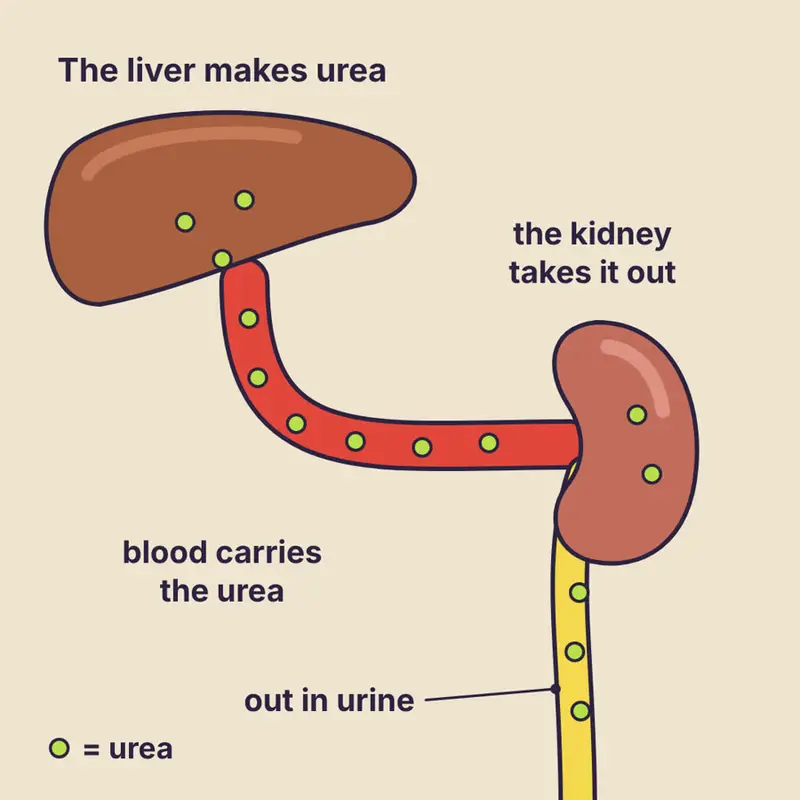 The liver makes urea
the kidney
takes it out
blood carries
the urea
out in urine
= urea